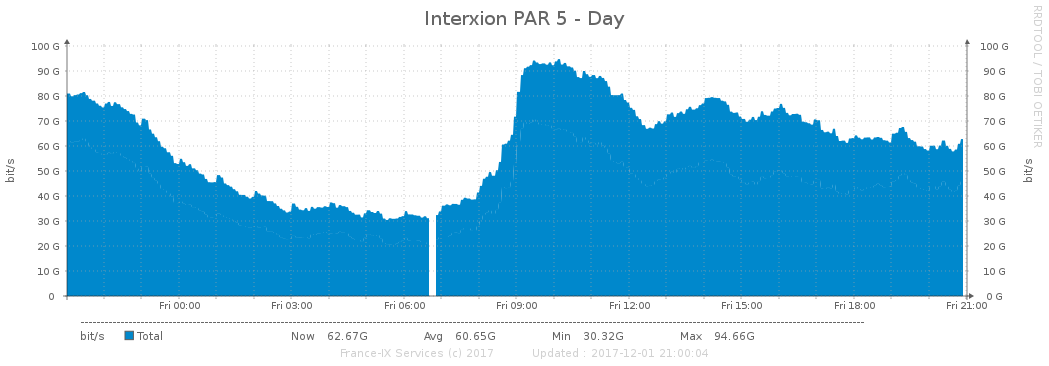 Interxion PAR 5 - Day
RRDTOOL / TOBI OETIKER
bit/s
100 G 100 G
90 G 90 G
80 G 80 G
70 G 70 G
60 G 60 G
50 G 50 G
40 G 40 G
30 G 30 G
20 G 20 G
10 G 10 G
0 0 G
bit/s
Fri 00:00 Fri 03:00 Fri 06:00 Fri 09:00 Fri 12:00 Fri 15:00 Fri 18:00 Fri 21:00
bit/s Total Now 62.67G Avg 60.65G Min 30.32G Max 94.66G
France-IX Services (c) 2017 Updated : 2017-12-01 21:00:04